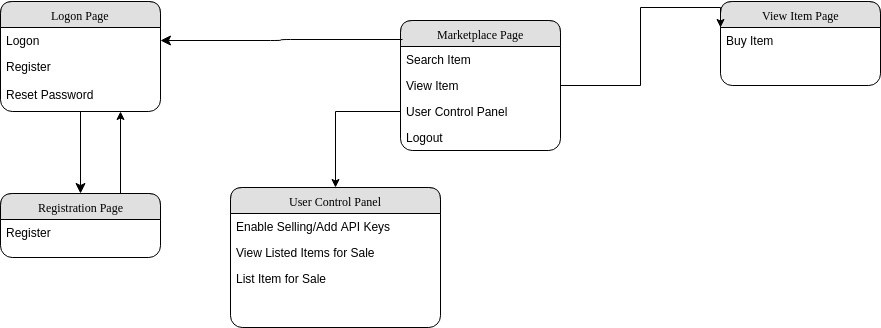 Logon Page
Logon
Register
Reset Password
Marketplace Page
Search Item
View Item
User Control Panel
Logout
View Item Page
Buy Item
Registration Page
Register
User Control Panel
Enable Selling/Add API Keys
View Listed Items for Sale
List Item for Sale